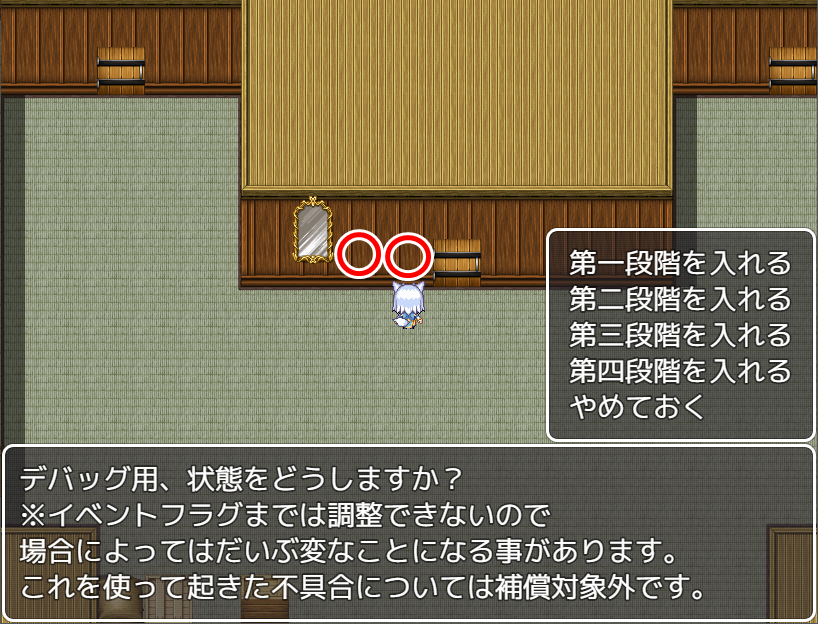 第一段階を入れる
第二段階を入れる
第三段階を入れる
第四段階を入れる
やめておく
デバッグ用、状態をどうしますか？
※イベントフラグまでは調整できないので
場合によってはだいぶ変なことになる事があります。
これを使って起きた不具合については補償対象外です。